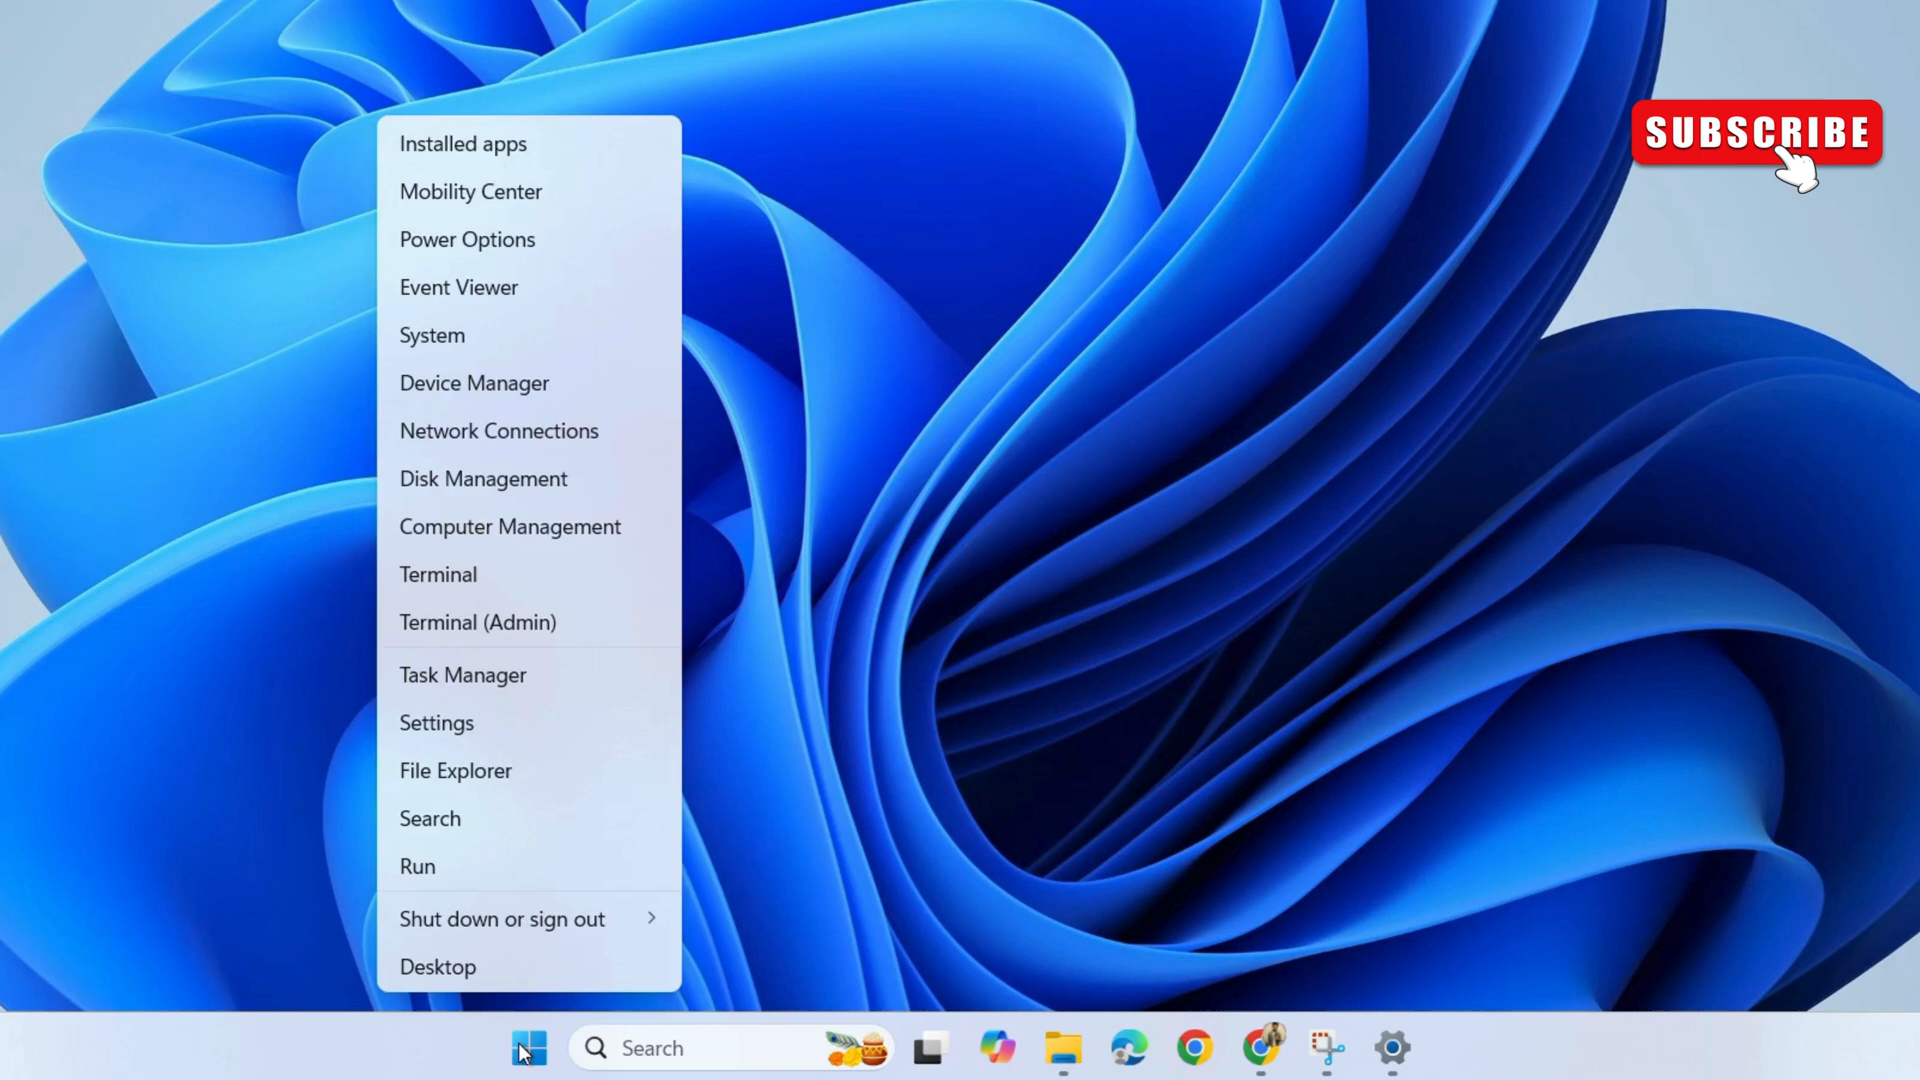 Installed apps
SUBSCRIBE
Mobility Center
Power Options
Event Viewer
System
Device Manager
Network Connections
Disk Management
Computer Management
Terminal
Terminal (Admin)
Task Manager
Settings
File Explorer
Search
Run
Shut down or sign out
Desktop
Search